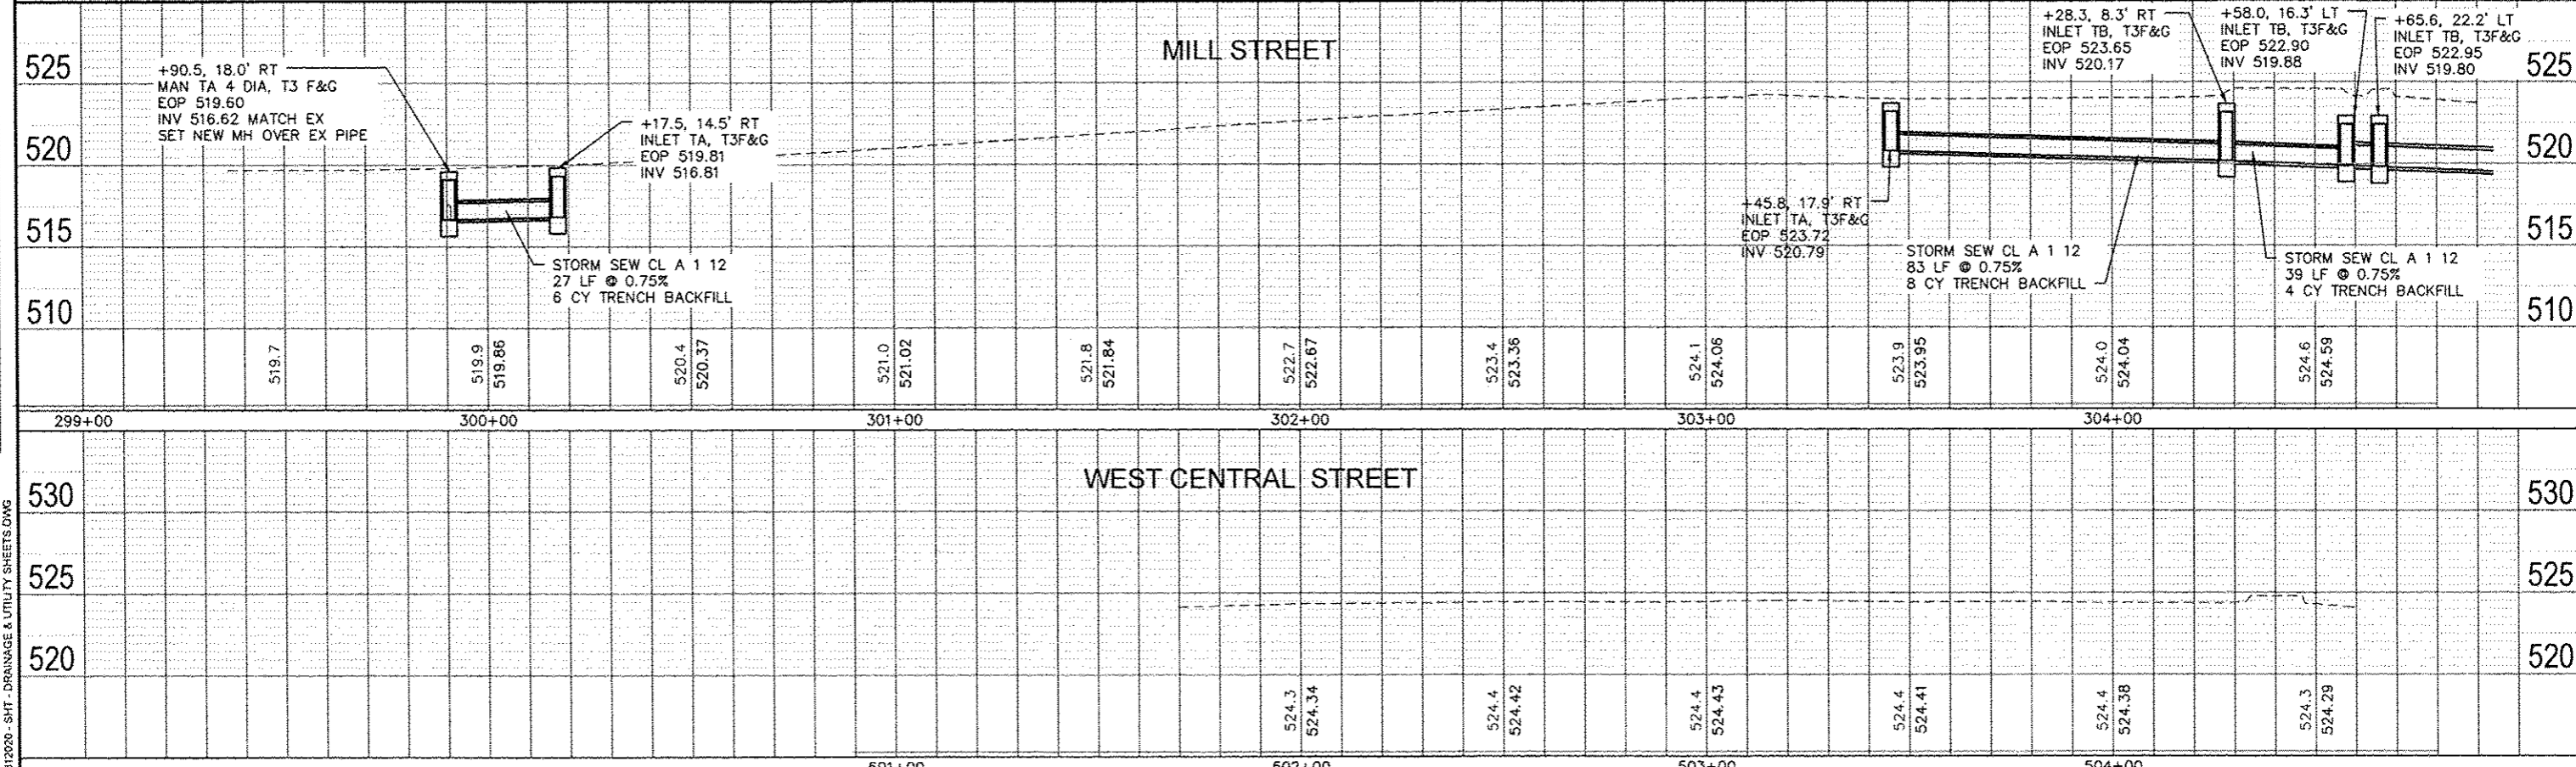 MILL STREET
525
520
515
510
+90.5, 18.0' RT
MAN TA 4 DIA, T3 F&G
EOP 519.60
INV 516.62 MATCH EX
SET NEW MH OVER EX PIPE
+17.5, 14.5' RT
INLET TA, T3F&G
EOP 519.81
INV 516.81
STORM SEW CL A 1 12
27 LF @ 0.75%
6 CY TRENCH BACKFILL
+45.8, 17.9' RT
INLET TA, T3F&G
EOP 523.72
INV 520.79
STORM SEW CL A 1 12
83 LF @ 0.75%
8 CY TRENCH BACKFILL
+28.3, 8.3' RT
INLET TB, T3F&G
EOP 523.65
INV 520.17
+58.0, 16.3' LT
INLET TB, T3F&G
EOP 522.90
INV 519.88
+65.6, 22.2' LT
INLET TB, T3F&G
EOP 522.95
INV 519.80
STORM SEW CL A 1 12
39 LF @ 0.75%
4 CY TRENCH BACKFILL
525
520
515
510
519.7
519.9
519.86
520.4
520.37
521.0
521.02
521.8
521.84
522.7
522.67
523.4
523.36
524.1
524.06
523.9
523.95
524.0
524.04
524.6
524.59
299+00 300+00 301+00 302+00 303+00 304+00
WEST CENTRAL STREET
530
525
520
530
525
520
524.3
524.34
524.4
524.42
524.4
524.43
524.4
524.41
524.4
524.38
524.3
524.29
501+00 502+00 503+00 504+00
2020 - SHT - DRAINAGE & UTILITY SHEETS.DWG